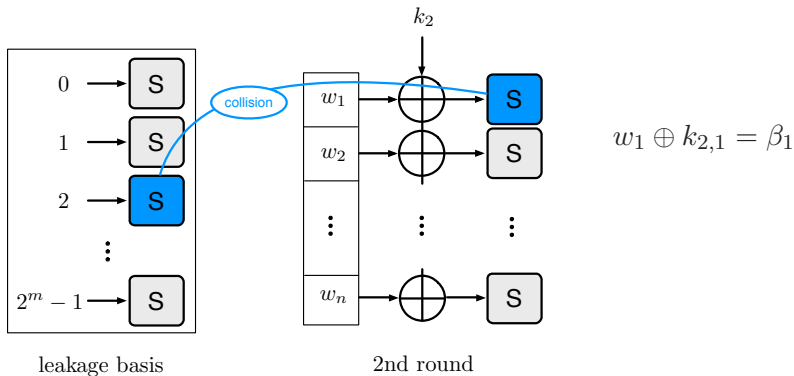 k₂
0 S
w₁ S
collision
1 S
w₂ S
w₁ ⊕ k₂,₁ = β₁
2 S
⋮ ⋮ ⋮ ⋮
2ᵐ − 1 S
wₙ S
leakage basis
2nd round